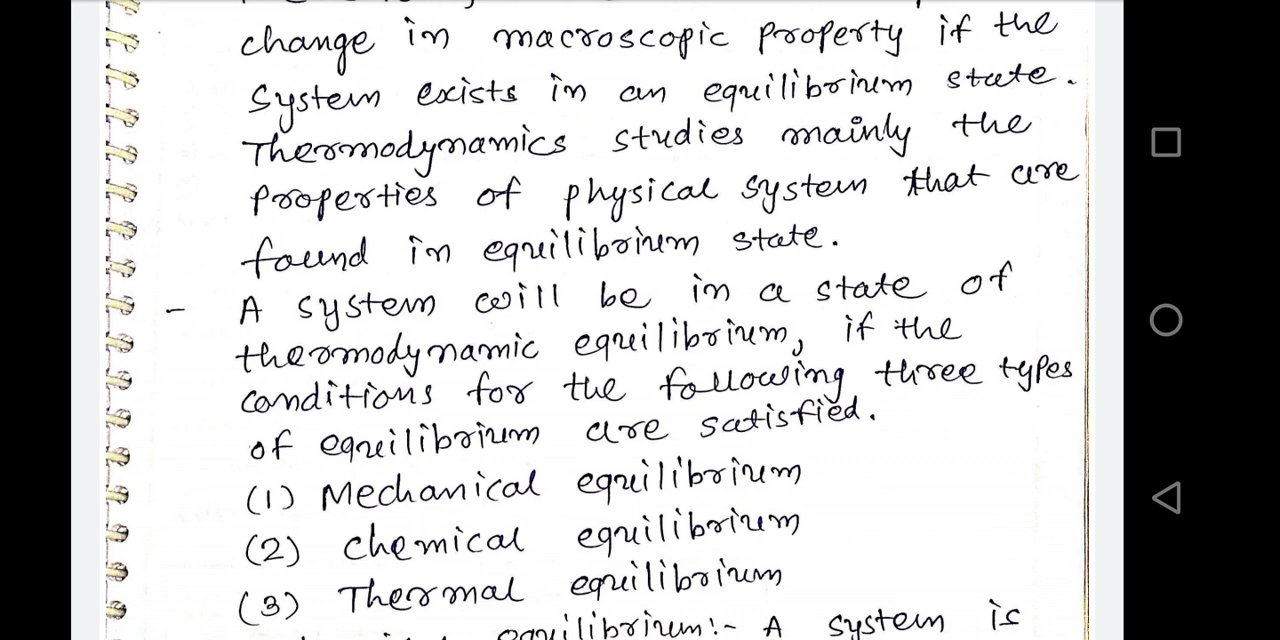 change in macroscopic property if the
system exists in an equilibrium state.
Thermodynamics studies mainly the
properties of physical system that are
found in equilibrium state.
- A system will be in a state of
thermodynamic equilibrium, if the
conditions for the following three types
of equilibrium are satisfied.
(1) Mechanical equilibrium
(2) chemical equilibrium
(3) Thermal equilibrium
equilibrium:- A system is